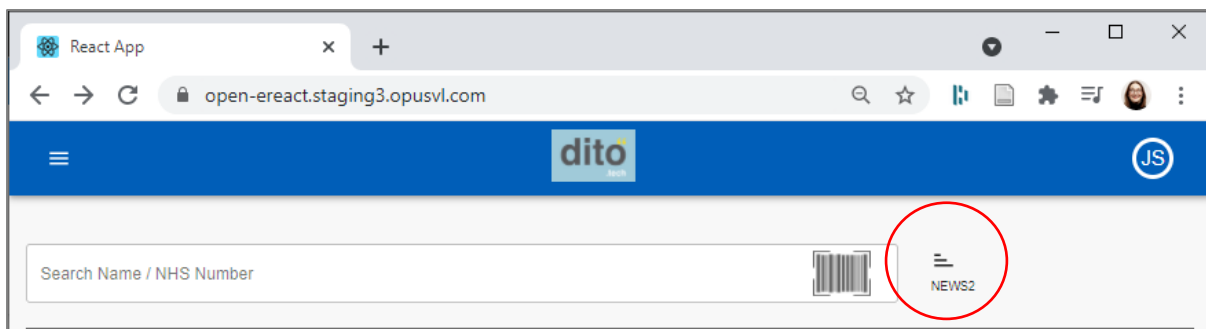 React App
open-ereact.staging3.opusvl.com
dito
.tech
JS
Search Name / NHS Number
NEWS2